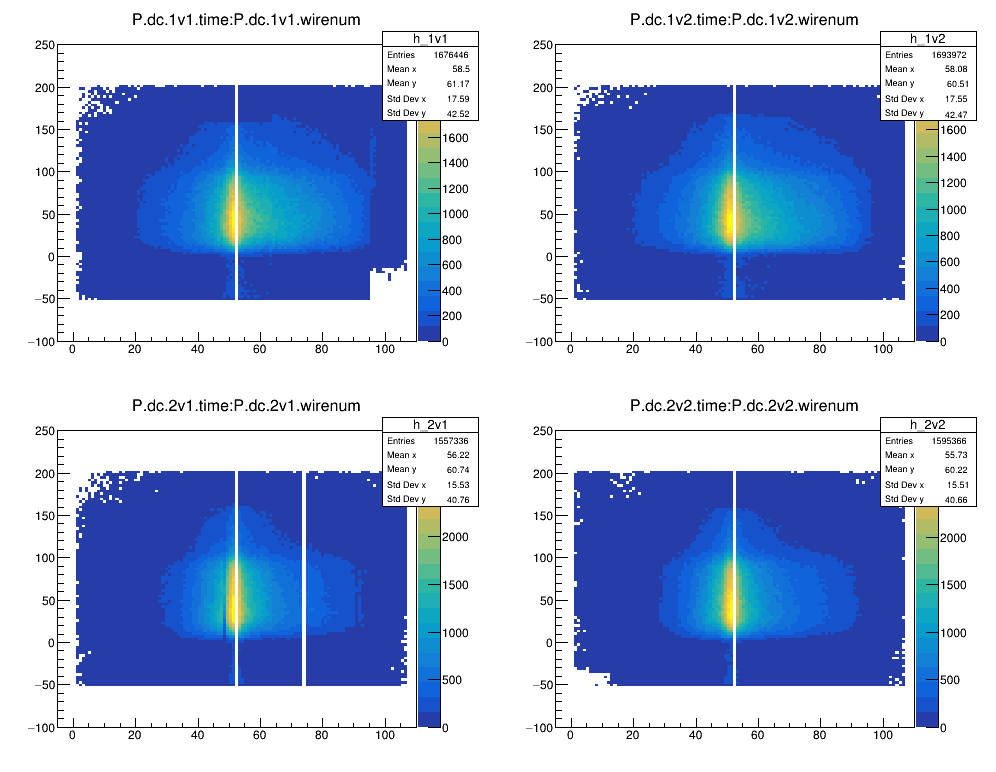 P.dc.1v1.time:P.dc.1v1.wirenum
h_1v1
Entries 1676446
Mean x 58.5
Mean y 61.17
Std Dev x 17.59
Std Dev y 42.52
250
200
150
100
50
0
−50
−100
0 20 40 60 80 100
1600
1400
1200
1000
800
600
400
200
0
P.dc.1v2.time:P.dc.1v2.wirenum
h_1v2
Entries 1693972
Mean x 58.08
Mean y 60.51
Std Dev x 17.55
Std Dev y 42.47
250
200
150
100
50
0
−50
−100
0 20 40 60 80 100
1600
1400
1200
1000
800
600
400
200
0
P.dc.2v1.time:P.dc.2v1.wirenum
h_2v1
Entries 1557336
Mean x 56.22
Mean y 60.74
Std Dev x 15.53
Std Dev y 40.76
250
200
150
100
50
0
−50
−100
0 20 40 60 80 100
2000
1500
1000
500
0
P.dc.2v2.time:P.dc.2v2.wirenum
h_2v2
Entries 1595366
Mean x 55.73
Mean y 60.22
Std Dev x 15.51
Std Dev y 40.66
250
200
150
100
50
0
−50
−100
0 20 40 60 80 100
2000
1500
1000
500
0